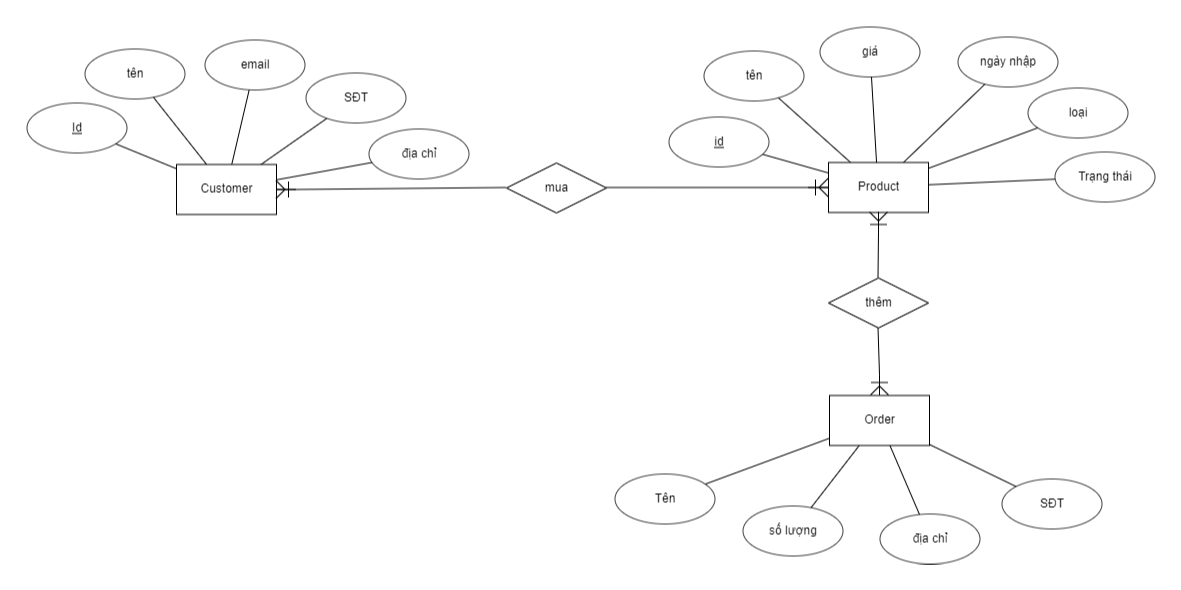 Id
tên
email
SĐT
địa chỉ
Customer
mua
id
tên
giá
ngày nhập
loại
Trạng thái
Product
thêm
Order
Tên
số lượng
địa chỉ
SĐT